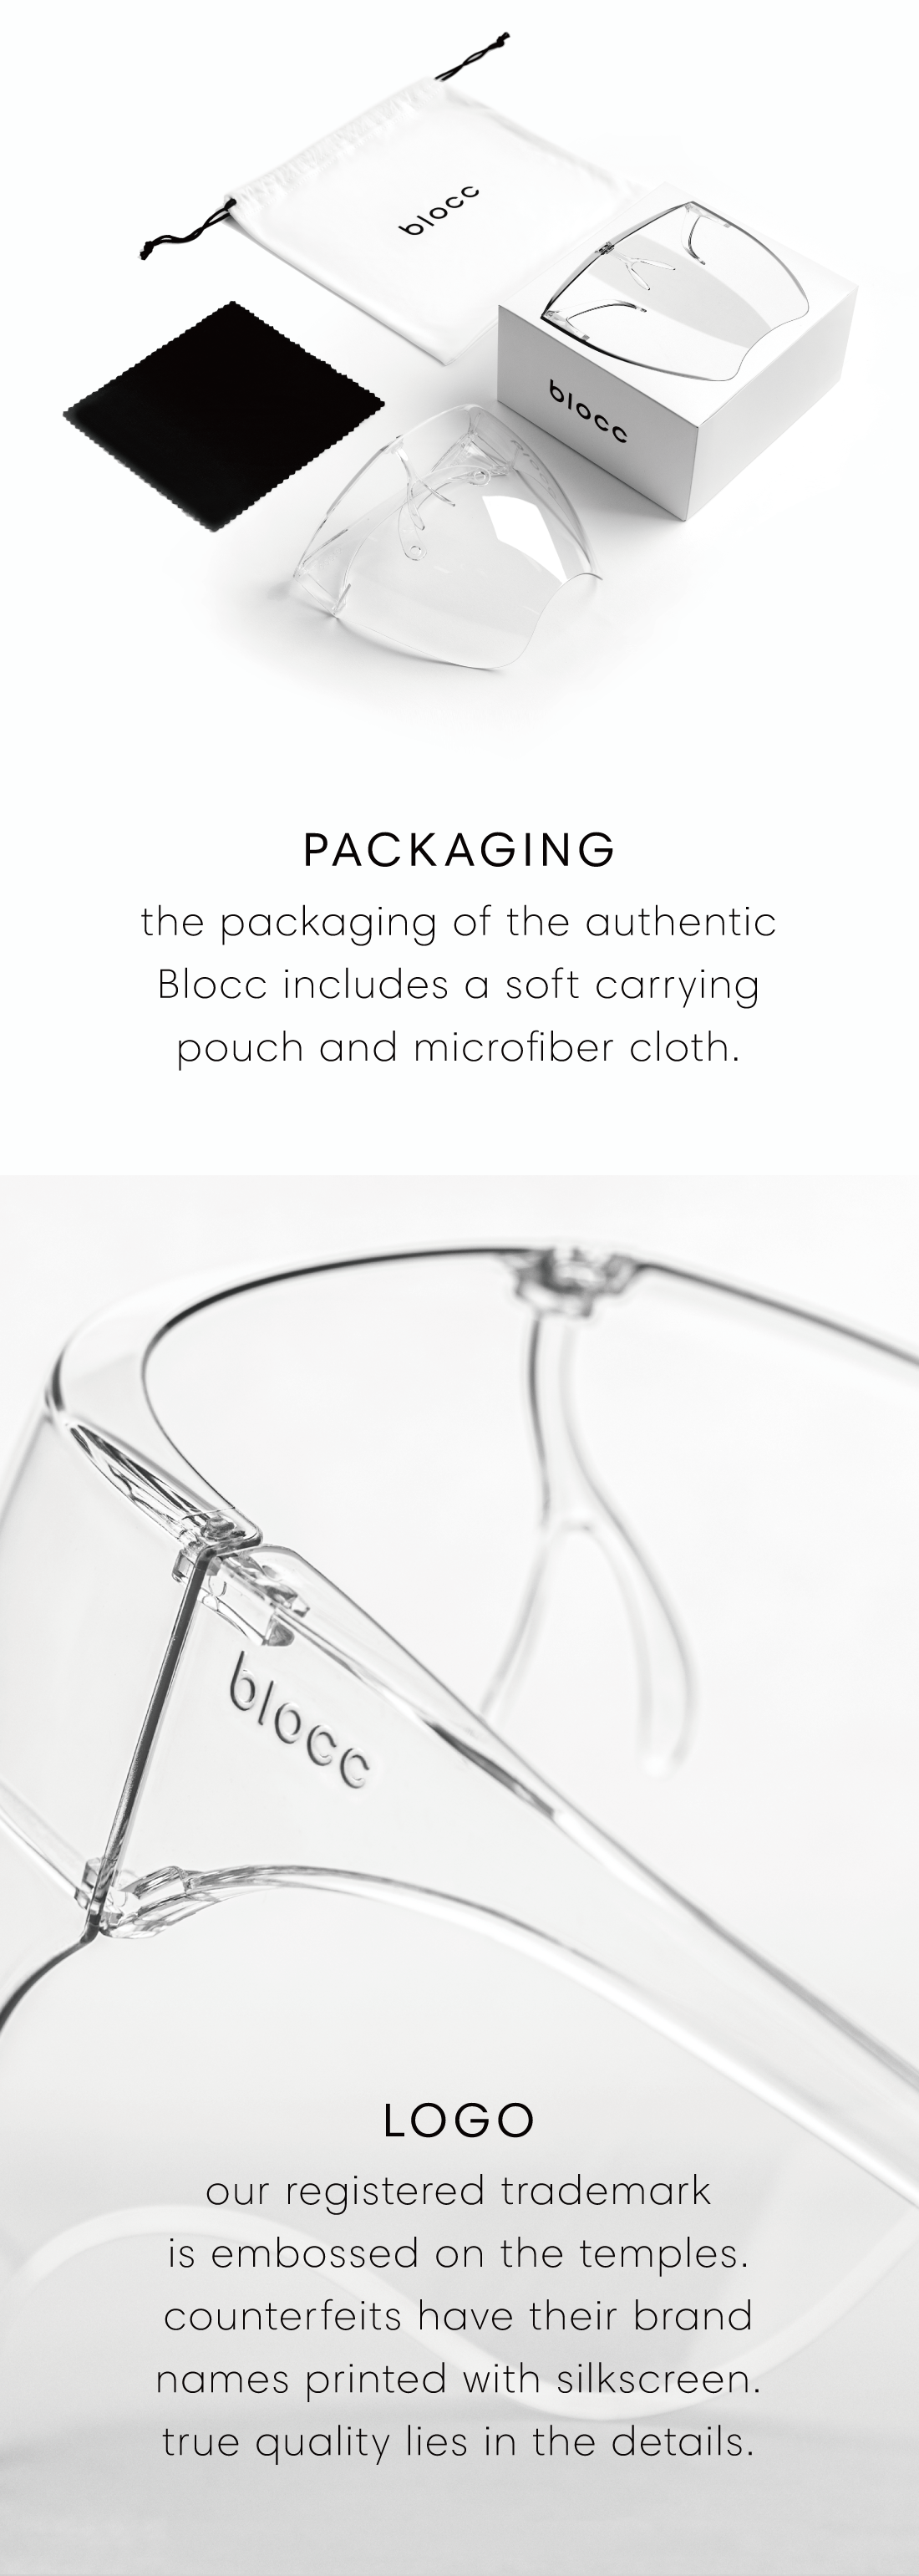 blocc
blocc
PACKAGING
the packaging of the authentic
Blocc includes a soft carrying
pouch and microfiber cloth.
blocc
LOGO
our registered trademark
is embossed on the temples.
counterfeits have their brand
names printed with silkscreen.
true quality lies in the details.